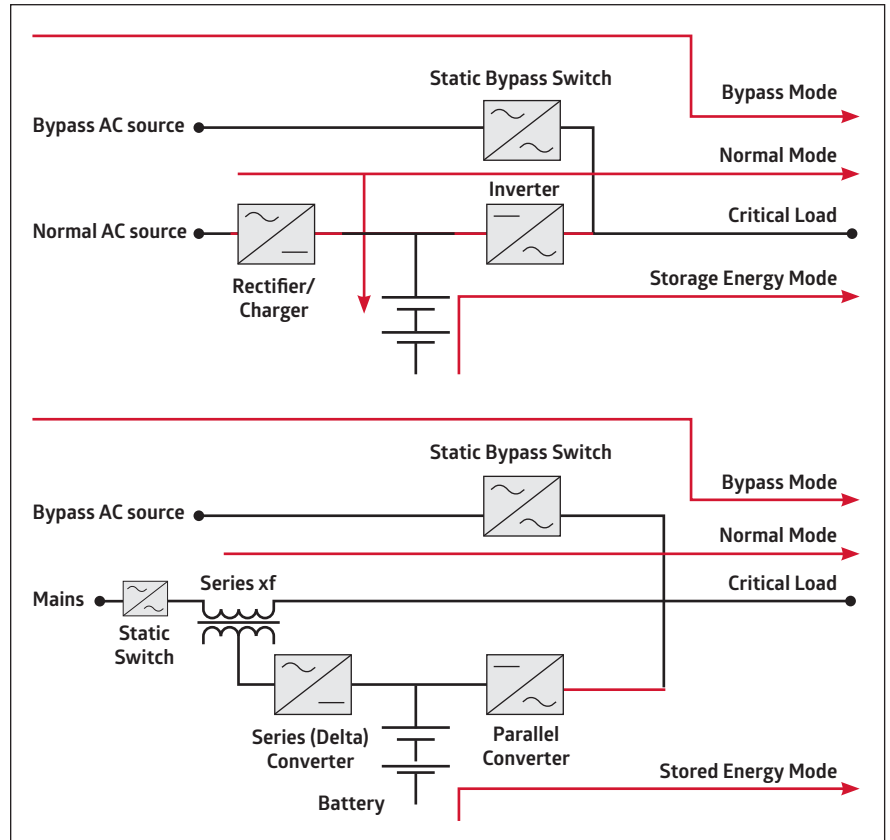 Static Bypass Switch
Bypass Mode
Bypass AC source
Normal Mode
Inverter
Critical Load
Normal AC source
Rectifier/
Charger
Storage Energy Mode
Static Bypass Switch
Bypass Mode
Bypass AC source
Normal Mode
Series xf
Critical Load
Mains
Static
Switch
Series (Delta)
Converter
Parallel
Converter
Stored Energy Mode
Battery